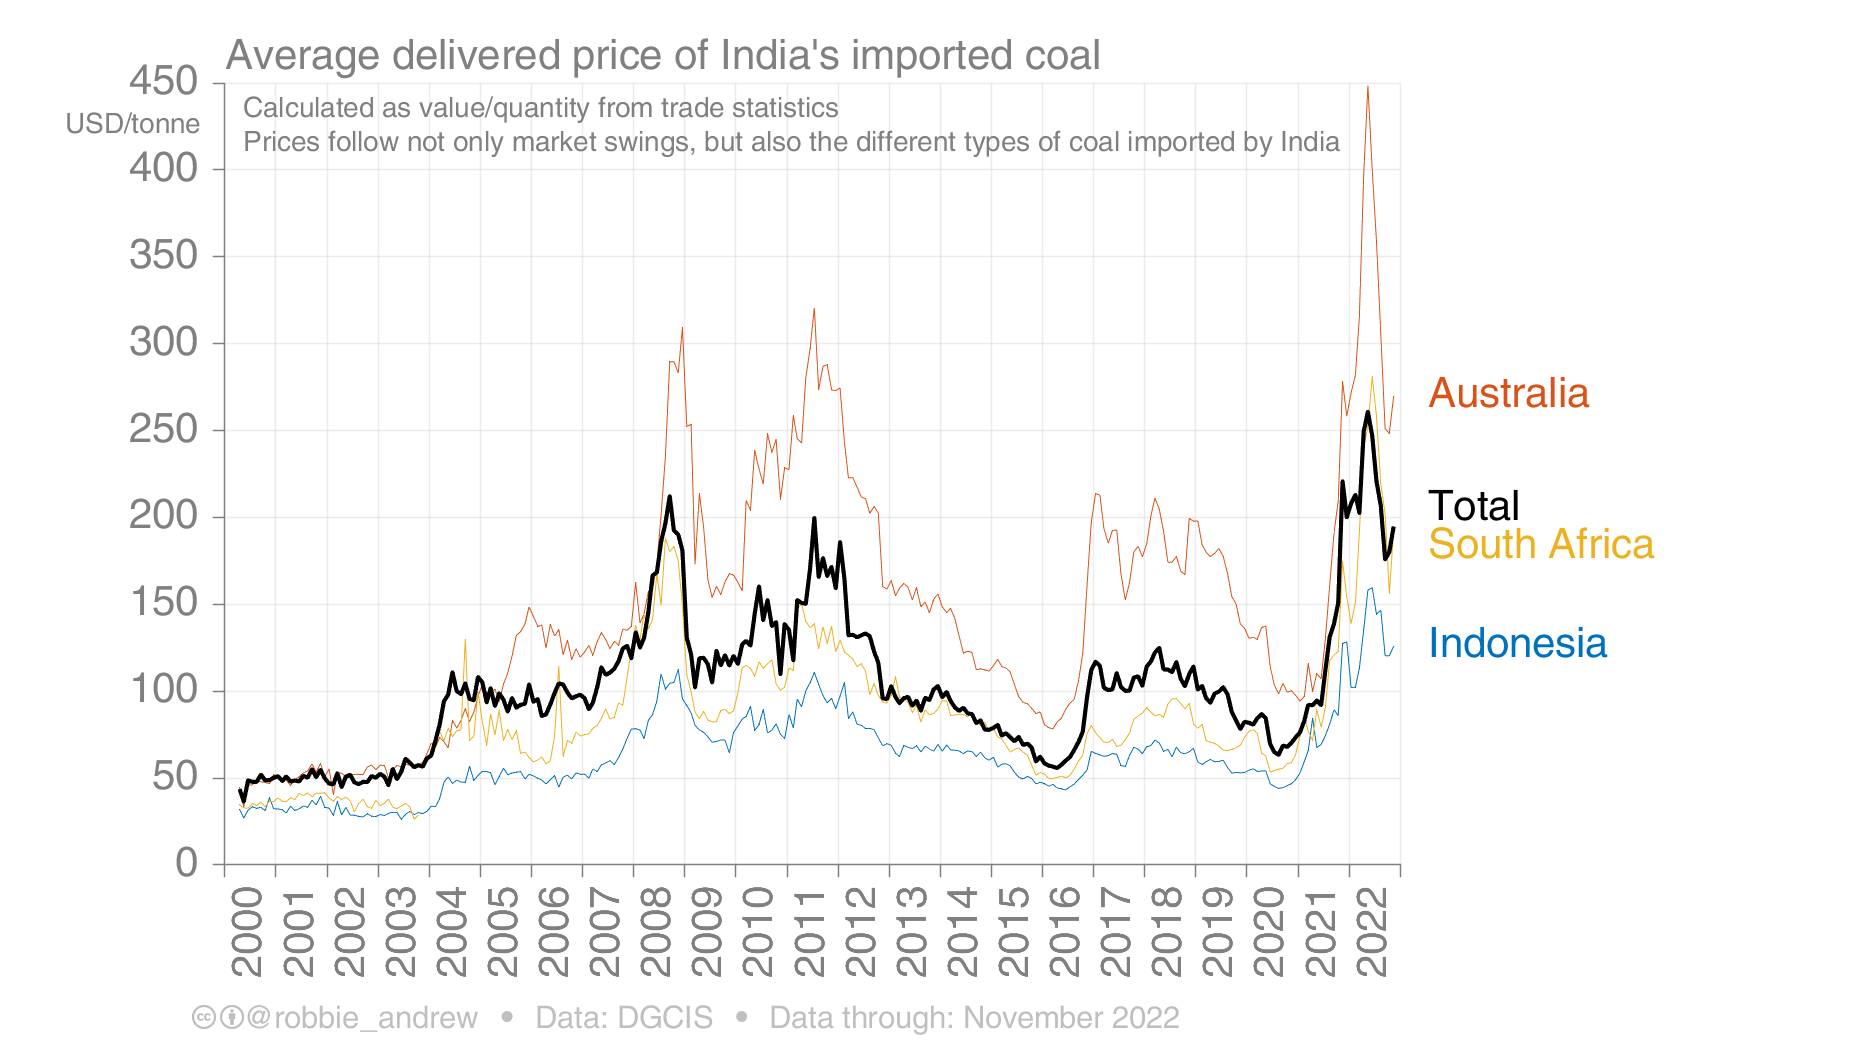 Average delivered price of India's imported coal
450
USD/tonne
Calculated as value/quantity from trade statistics
Prices follow not only market swings, but also the different types of coal imported by India
400
350
300
250
200
150
100
50
0
Australia
Total
South Africa
Indonesia
2000 2001 2002 2003 2004 2005 2006 2007 2008 2009 2010 2011 2012 2013 2014 2015 2016 2017 2018 2019 2020 2021 2022
@robbie_andrew • Data: DGCIS • Data through: November 2022